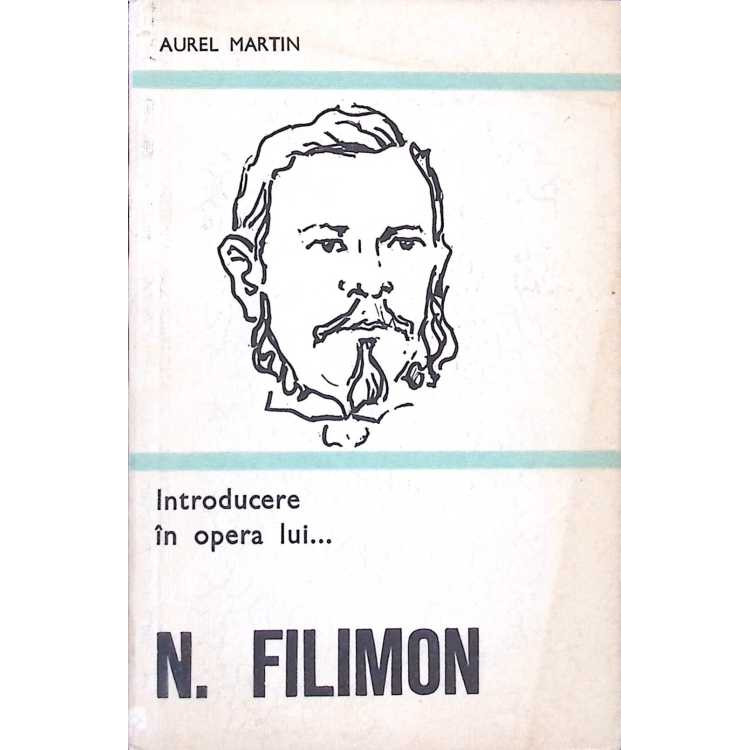 AUREL MARTIN
Introducere
în opera lui...
N. FILIMON